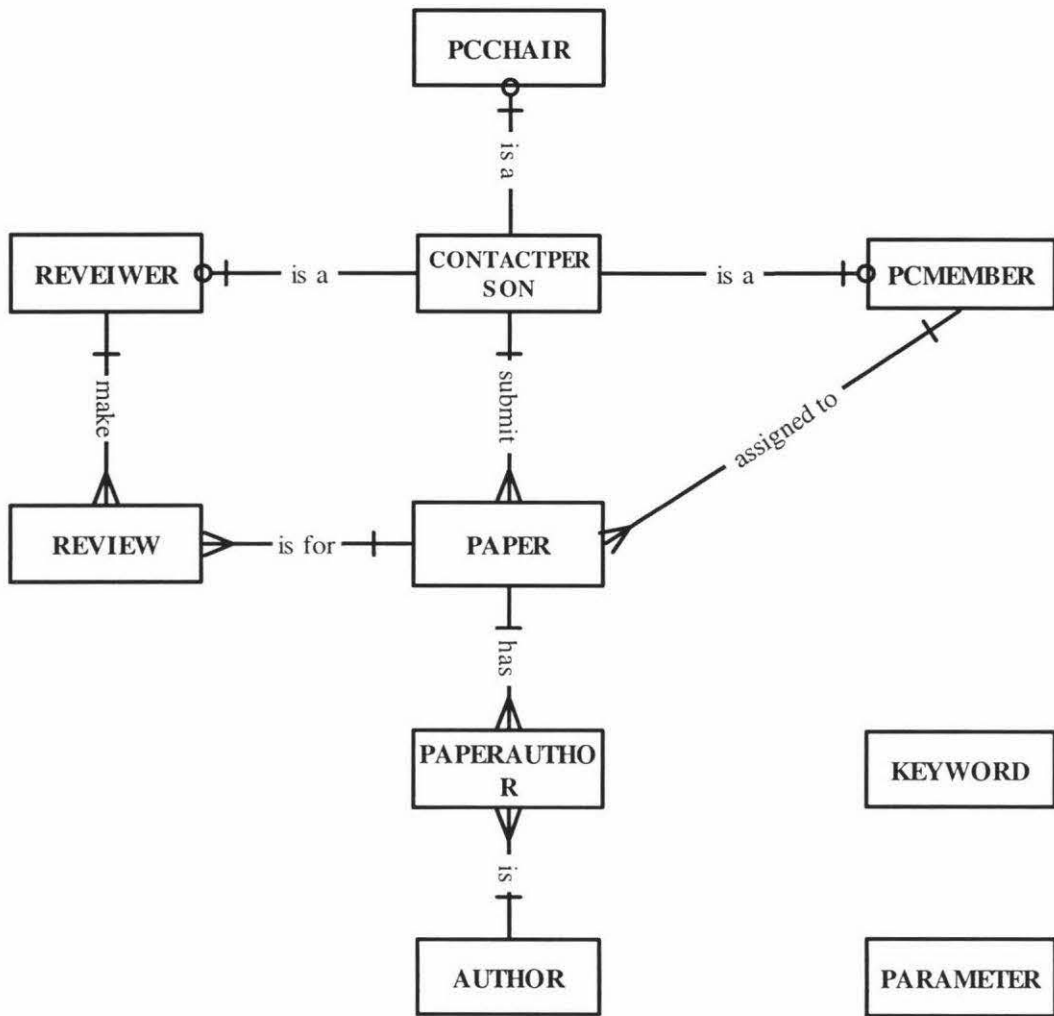 PCCHAIR
is a
REVEIWER
is a
CONTACTPER
SON
is a
PCMEMBER
make
submit
assigned to
REVIEW
is for
PAPER
has
PAPERAUTHO
R
KEYWORD
is
AUTHOR
PARAMETER